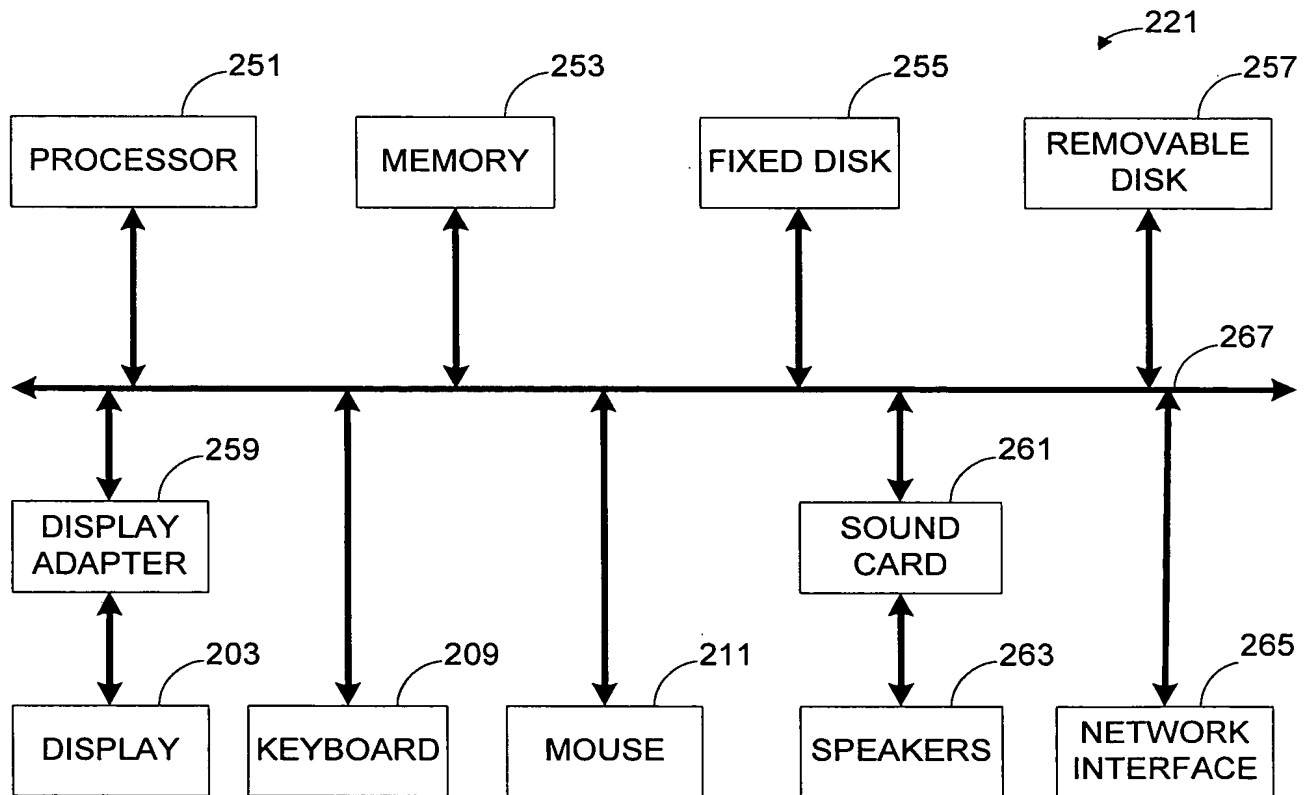 221
251
253
255
257
PROCESSOR
MEMORY
FIXED DISK
REMOVABLE
DISK
267
259
261
DISPLAY
ADAPTER
SOUND
CARD
203
209
211
263
265
DISPLAY
KEYBOARD
MOUSE
SPEAKERS
NETWORK
INTERFACE